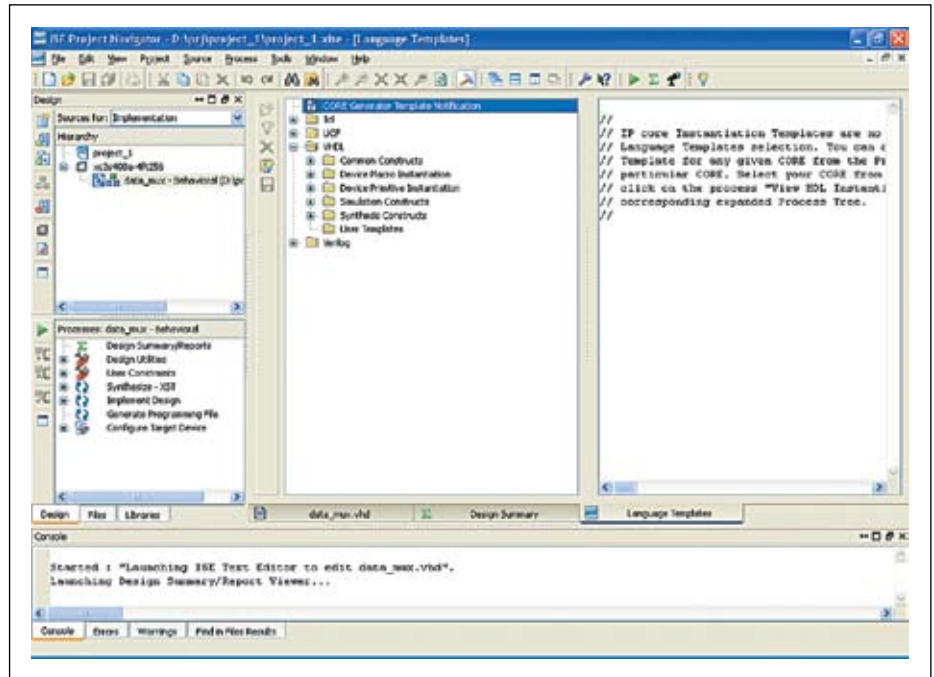 ISE Project Navigator - D:\prj\project_1\project_1.xise - [Language Templates]
File Edit View Project Source Process Tools Window Help
Design
Sources for: Implementation
Hierarchy
project_1
xc3s400a-4ft256
data_mux - Behavioral (D:\prj
Processes: data_mux - Behavioral
Design Summary/Reports
Design Utilities
User Constraints
Synthesize - XST
Implement Design
Generate Programming File
Configure Target Device
Design Files Libraries
CORE Generator Template Notification
Tcl
UCF
VHDL
Common Constructs
Device Macro Instantiation
Device Primitive Instantiation
Simulation Constructs
Synthesis Constructs
User Templates
Verilog
//
// IP core Instantiation Templates are no
// Language Templates selection. You can
// Template for any given CORE from the Pr
// particular CORE. Select your CORE from
// click on the process "View HDL Instanti
// corresponding expanded Process Tree.
//
data_mux.vhd Design Summary Language Templates
Console
Started : "Launching ISE Text Editor to edit data_mux.vhd".
Launching Design Summary/Report Viewer...
Console Errors Warnings Find in Files Results